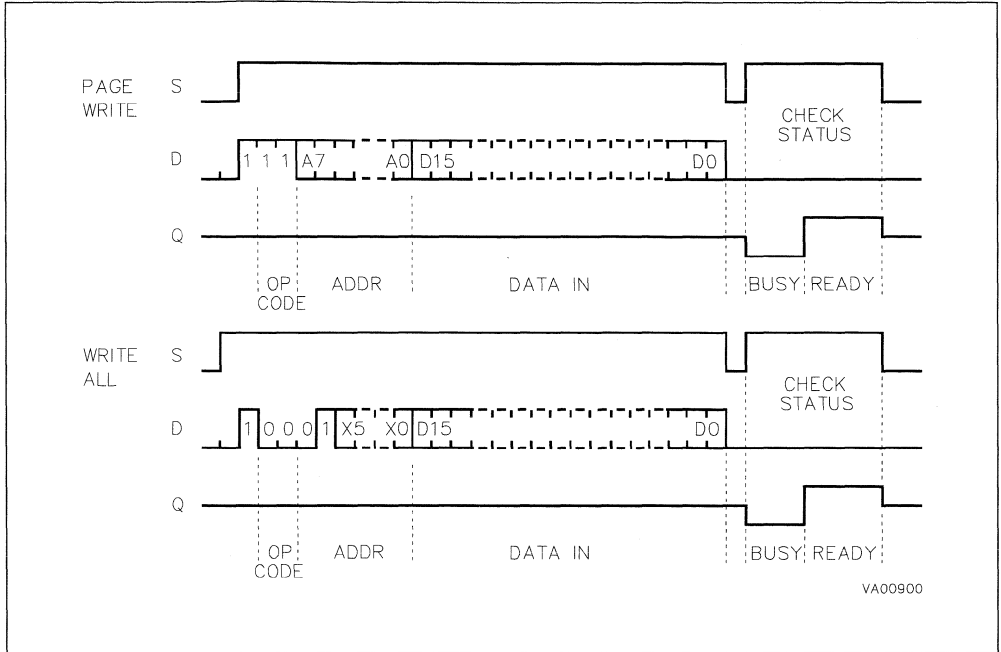 PAGE WRITE S
CHECK STATUS
D 1 1 1 A7 A0 D15 D0
Q
OP CODE ADDR DATA IN BUSY READY
WRITE ALL S
CHECK STATUS
D 1 0 0 0 1 X5 X0 D15 D0
Q
OP CODE ADDR DATA IN BUSY READY
VA00900